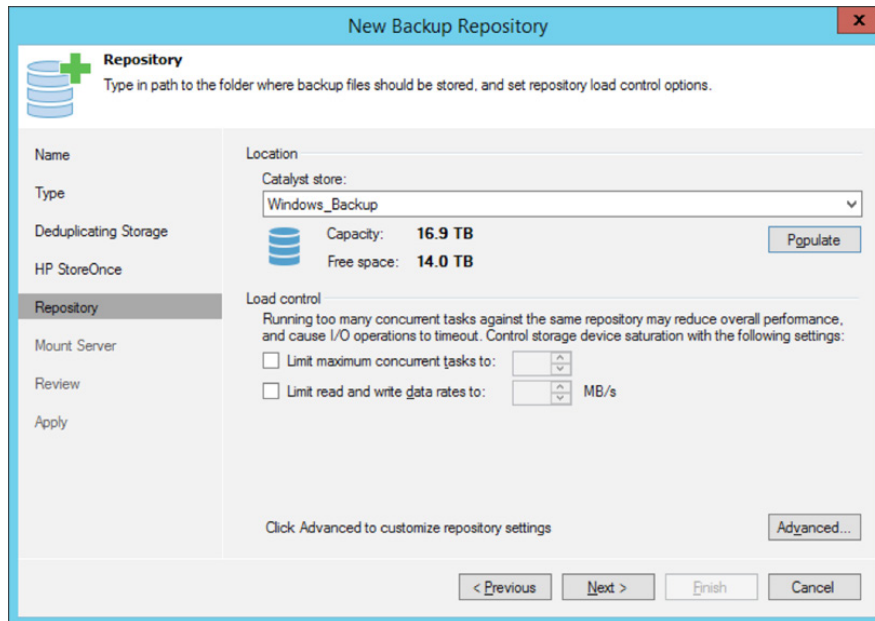 New Backup Repository
x
Repository
Type in path to the folder where backup files should be stored, and set repository load control options.
Name
Type
Deduplicating Storage
HP StoreOnce
Repository
Mount Server
Review
Apply
Location
Catalyst store:
Windows_Backup
Capacity: 16.9 TB
Free space: 14.0 TB
Populate
Load control
Running too many concurrent tasks against the same repository may reduce overall performance,
and cause I/O operations to timeout. Control storage device saturation with the following settings:
Limit maximum concurrent tasks to:
Limit read and write data rates to: MB/s
Click Advanced to customize repository settings
Advanced...
< Previous
Next >
Finish
Cancel